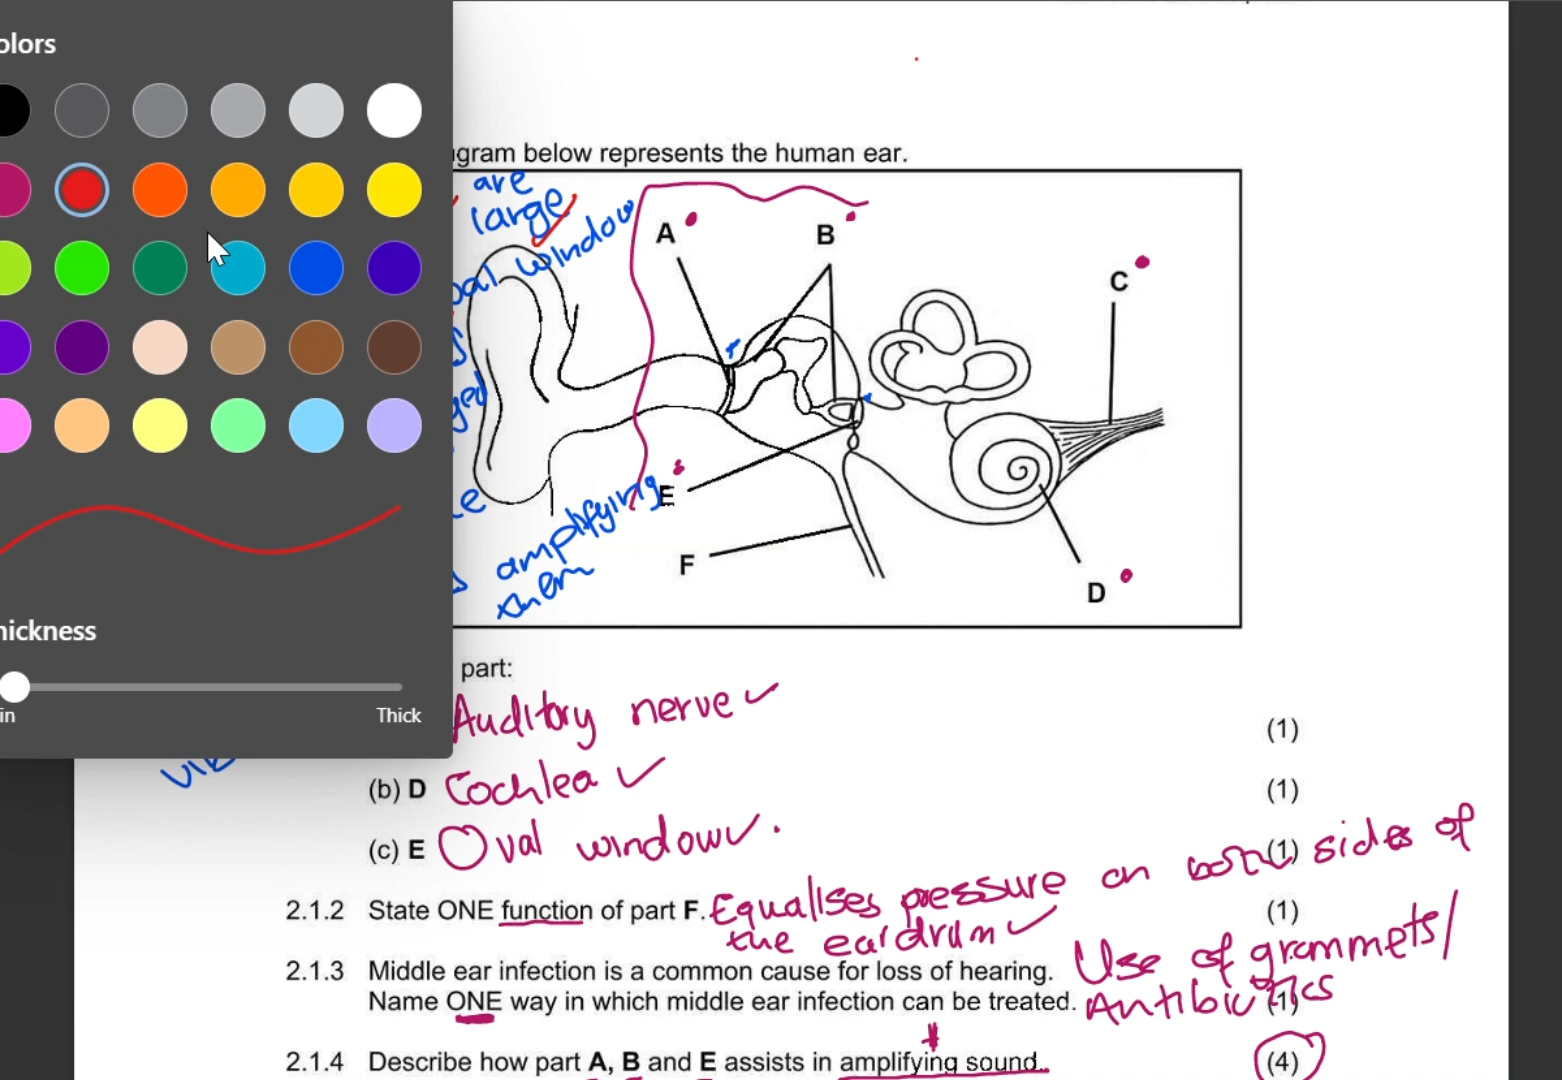 olors
gram below represents the human ear.
are
large
window
A
B
C
E
amplifying
them
F
D
hickness
in
Thick
part:
Auditory nerve ✓
(1)
(b) D Cochlea ✓
(1)
(c) E Oval window ✓.
(1)
2.1.2 State ONE function of part F. Equalises pressure on both sides of
the eardrum ✓
(1)
2.1.3 Middle ear infection is a common cause for loss of hearing.
Name ONE way in which middle ear infection can be treated.
Use of grommets/
Antibiotics
(1)
2.1.4 Describe how part A, B and E assists in amplifying sound.
(4)